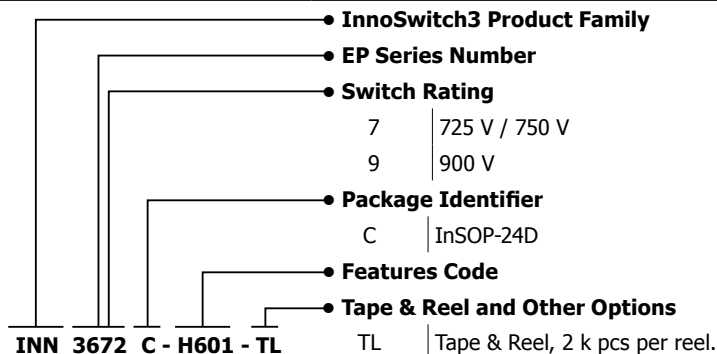 InnoSwitch3 Product Family
EP Series Number
Switch Rating
7 725 V / 750 V
9 900 V
Package Identifier
C InSOP-24D
Features Code
Tape & Reel and Other Options
INN 3672 C - H601 - TL TL Tape & Reel, 2 k pcs per reel.